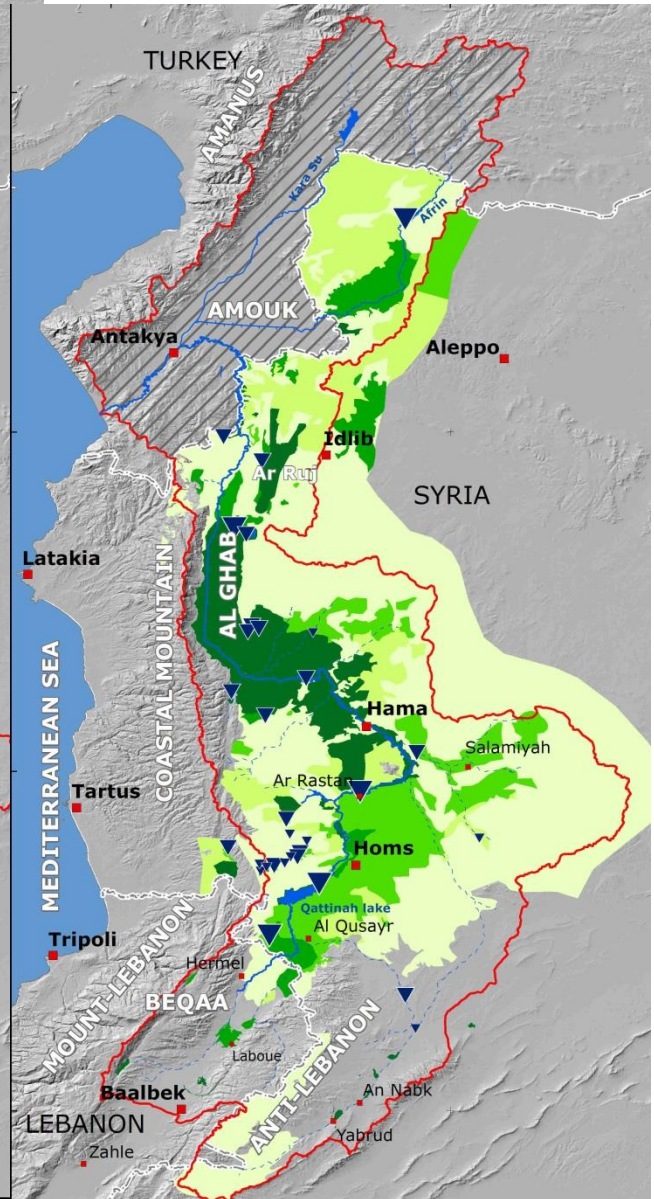 TURKEY
AMANUS
Kara Su
Afrin
AMOUK
Antakya
Aleppo
Idlib
Ar Ruj
SYRIA
Latakia
AL GHAB
COASTAL MOUNTAIN
MEDITERRANEAN SEA
Hama
Salamiyah
Ar Rastan
Tartus
Homs
Qattinah lake
Al Qusayr
Tripoli
Hermel
MOUNT-LEBANON
BEQAA
Laboue
ANTI-LEBANON
Baalbek
An Nabk
LEBANON
Yabrud
Zahle